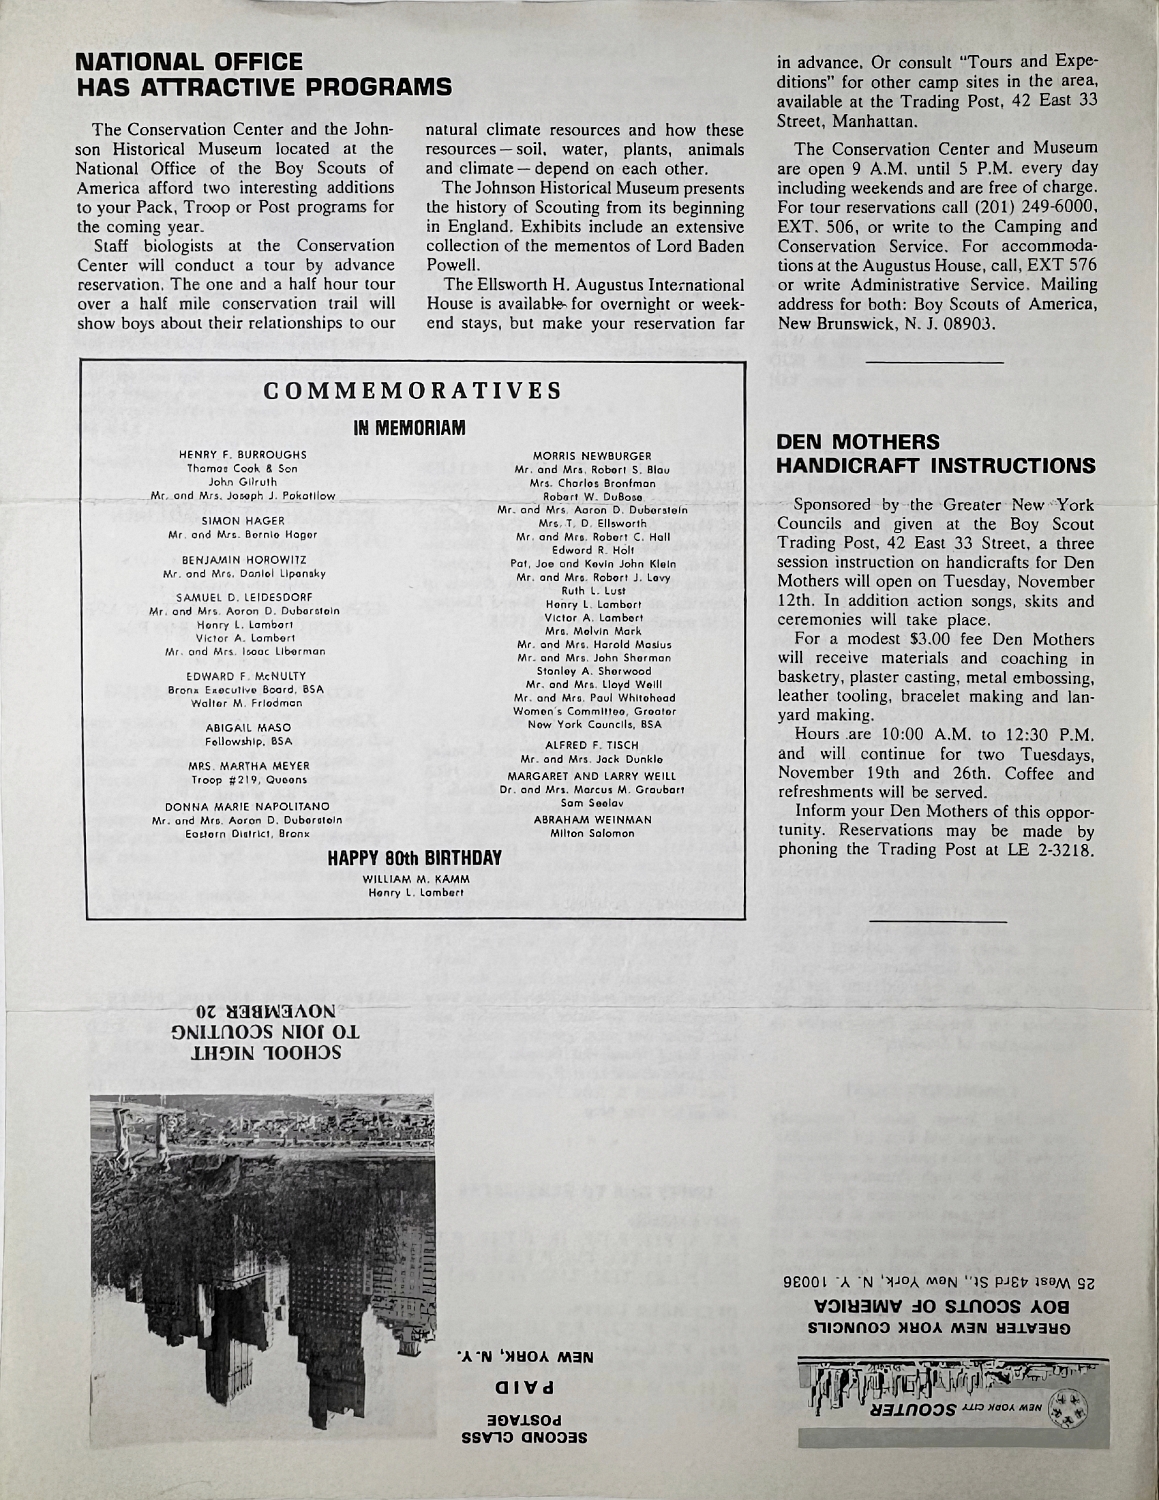 NATIONAL OFFICE
HAS ATTRACTIVE PROGRAMS
The Conservation Center and the John-
son Historical Museum located at the
National Office of the Boy Scouts of
America afford two interesting additions
to your Pack, Troop or Post programs for
the coming year.
Staff biologists at the Conservation
Center will conduct a tour by advance
reservation. The one and a half hour tour
over a half mile conservation trail will
show boys about their relationships to our
natural climate resources and how these
resources — soil, water, plants, animals
and climate — depend on each other.
The Johnson Historical Museum presents
the history of Scouting from its beginning
in England. Exhibits include an extensive
collection of the mementos of Lord Baden
Powell.
The Ellsworth H. Augustus International
House is available for overnight or week-
end stays, but make your reservation far
in advance. Or consult "Tours and Expe-
ditions" for other camp sites in the area,
available at the Trading Post, 42 East 33
Street, Manhattan.
The Conservation Center and Museum
are open 9 A.M. until 5 P.M. every day
including weekends and are free of charge.
For tour reservations call (201) 249-6000,
EXT. 506, or write to the Camping and
Conservation Service. For accommoda-
tions at the Augustus House, call, EXT 576
or write Administrative Service. Mailing
address for both: Boy Scouts of America,
New Brunswick, N. J. 08903.
COMMEMORATIVES
IN MEMORIAM
HENRY F. BURROUGHS
Thomas Cook & Son
John Gilruth
Mr. and Mrs. Joseph J. Pokatilow
SIMON HAGER
Mr. and Mrs. Bernie Hager
BENJAMIN HOROWITZ
Mr. and Mrs. Daniel Lipansky
SAMUEL D. LEIDESDORF
Mr. and Mrs. Aaron D. Duberstein
Henry L. Lambert
Victor A. Lambert
Mr. and Mrs. Isaac Liberman
EDWARD F. McNULTY
Bronx Executive Board, BSA
Walter M. Friedman
ABIGAIL MASO
Fellowship, BSA
MRS. MARTHA MEYER
Troop #219, Queens
DONNA MARIE NAPOLITANO
Mr. and Mrs. Aaron D. Duberstein
Eastern District, Bronx
MORRIS NEWBURGER
Mr. and Mrs. Robert S. Blau
Mrs. Charles Bronfman
Robert W. DuBose
Mr. and Mrs. Aaron D. Duberstein
Mrs. T. D. Ellsworth
Mr. and Mrs. Robert C. Hall
Edward R. Holt
Pat, Joe and Kevin John Klein
Mr. and Mrs. Robert J. Levy
Ruth L. Lust
Henry L. Lambert
Victor A. Lambert
Mrs. Melvin Mark
Mr. and Mrs. Harold Masius
Mr. and Mrs. John Sherman
Stanley A. Sherwood
Mr. and Mrs. Lloyd Weill
Mr. and Mrs. Paul Whitehead
Women's Committee, Greater
New York Councils, BSA
ALFRED F. TISCH
Mr. and Mrs. Jack Dunkle
MARGARET AND LARRY WEILL
Dr. and Mrs. Marcus M. Graubart
Sam Seelav
ABRAHAM WEINMAN
Milton Salomon
HAPPY 80th BIRTHDAY
WILLIAM M. KAMM
Henry L. Lambert
DEN MOTHERS
HANDICRAFT INSTRUCTIONS
Sponsored by the Greater New York
Councils and given at the Boy Scout
Trading Post, 42 East 33 Street, a three
session instruction on handicrafts for Den
Mothers will open on Tuesday, November
12th. In addition action songs, skits and
ceremonies will take place.
For a modest $3.00 fee Den Mothers
will receive materials and coaching in
basketry, plaster casting, metal embossing,
leather tooling, bracelet making and lan-
yard making.
Hours are 10:00 A.M. to 12:30 P.M.
and will continue for two Tuesdays,
November 19th and 26th. Coffee and
refreshments will be served.
Inform your Den Mothers of this oppor-
tunity. Reservations may be made by
phoning the Trading Post at LE 2-3218.
NEW YORK CITY SCOUTER
GREATER NEW YORK COUNCILS
BOY SCOUTS OF AMERICA
25 West 43rd St., New York, N. Y. 10036
SECOND CLASS
POSTAGE
PAID
NEW YORK, N.Y.
SCHOOL NIGHT
TO JOIN SCOUTING
NOVEMBER 20